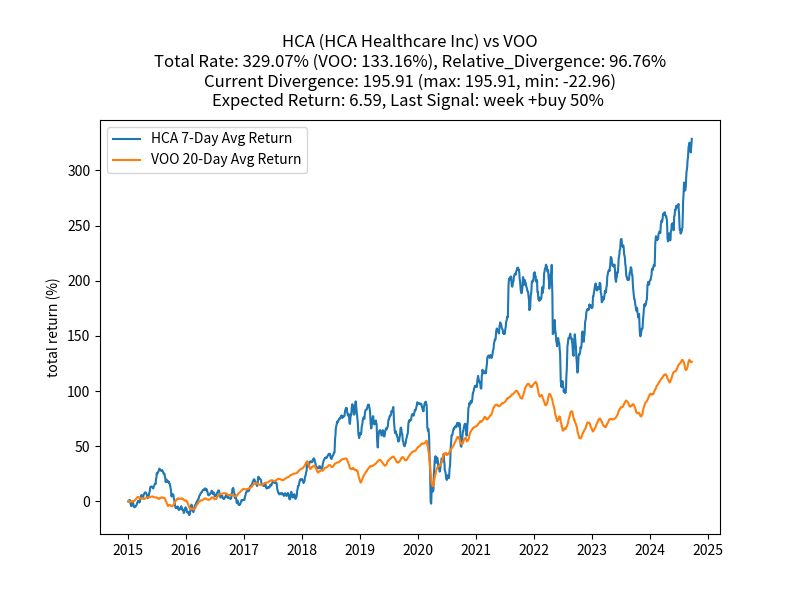 HCA (HCA Healthcare Inc) vs VOO
Total Rate: 329.07% (VOO: 133.16%), Relative_Divergence: 96.76%
Current Divergence: 195.91 (max: 195.91, min: -22.96)
Expected Return: 6.59, Last Signal: week +buy 50%
HCA 7-Day Avg Return
VOO 20-Day Avg Return
total return (%)
300
250
200
150
100
50
0
2015 2016 2017 2018 2019 2020 2021 2022 2023 2024 2025